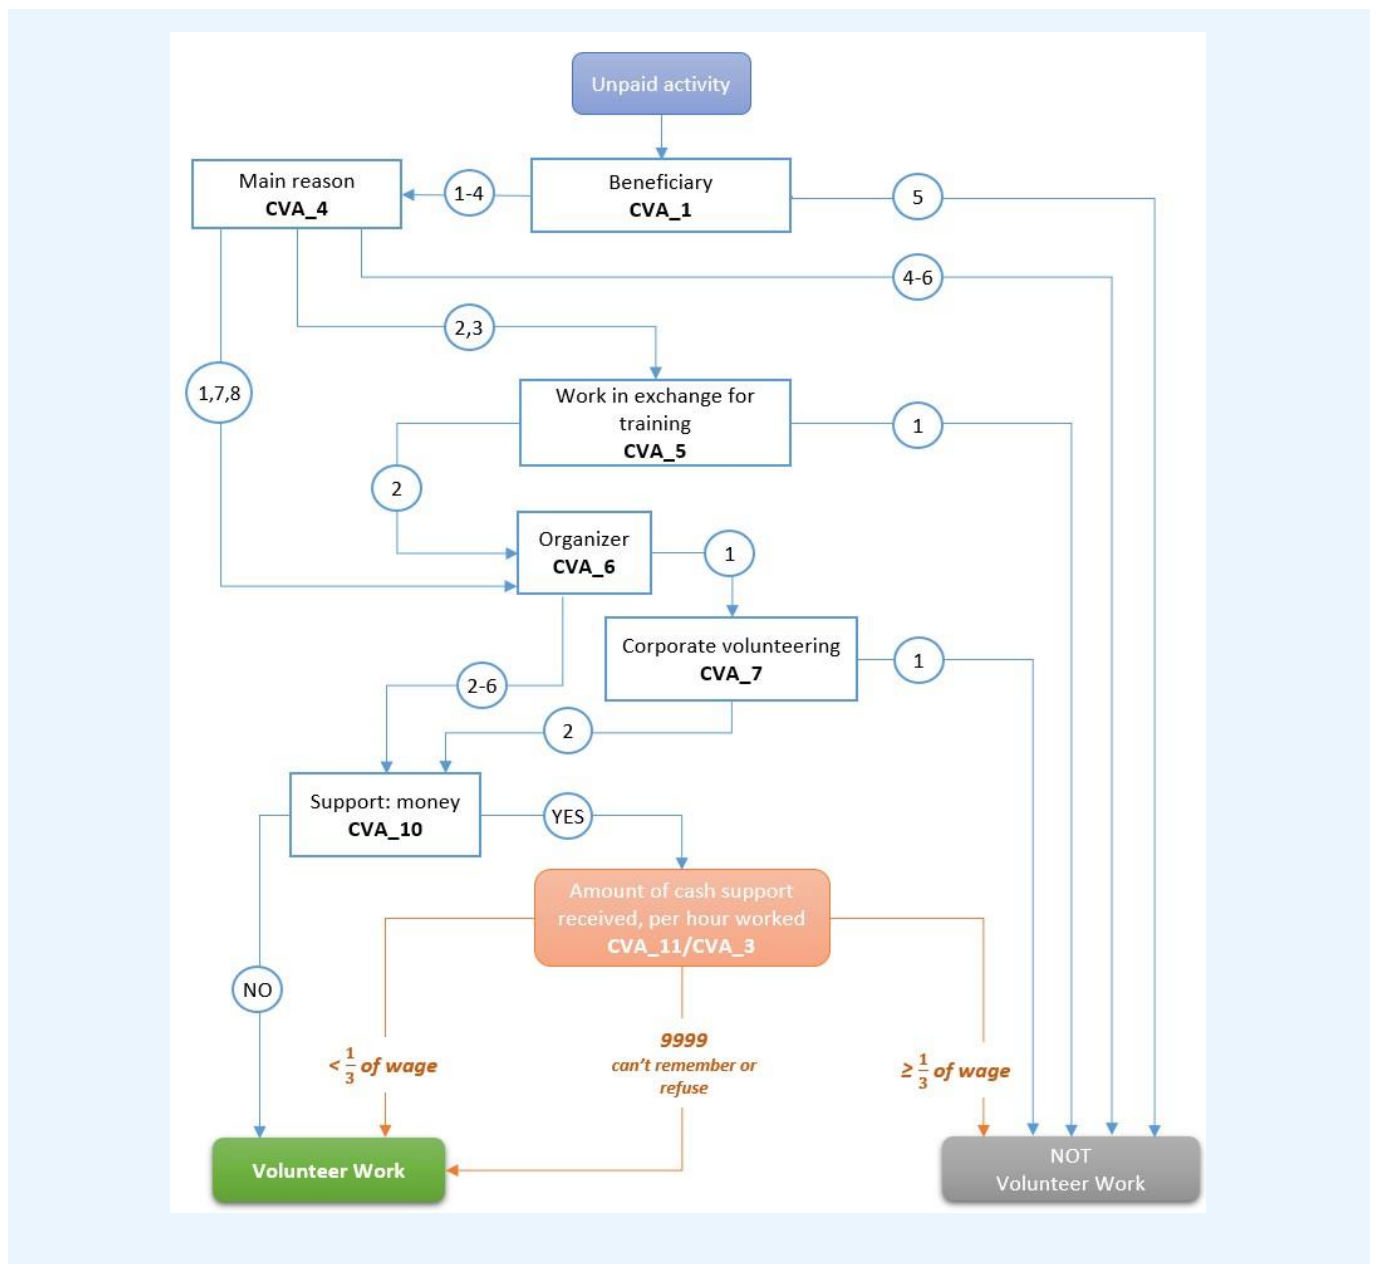 Unpaid activity
Main reason
CVA_4
1-4
Beneficiary
CVA_1
5
4-6
2,3
1,7,8
Work in exchange for
training
CVA_5
1
2
Organizer
CVA_6
1
Corporate volunteering
CVA_7
1
2-6
2
Support: money
CVA_10
YES
Amount of cash support
received, per hour worked
CVA_11/CVA_3
NO
< 1/3 of wage
9999
can't remember or
refuse
≥ 1/3 of wage
Volunteer Work
NOT
Volunteer Work